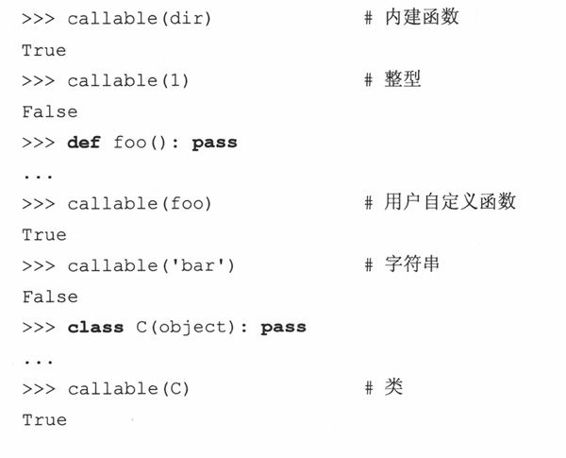 >>> callable(dir) # 内建函数
True
>>> callable(1) # 整型
False
>>> def foo(): pass
...
>>> callable(foo) # 用户自定义函数
True
>>> callable('bar') # 字符串
False
>>> class C(object): pass
...
>>> callable(C) # 类
True